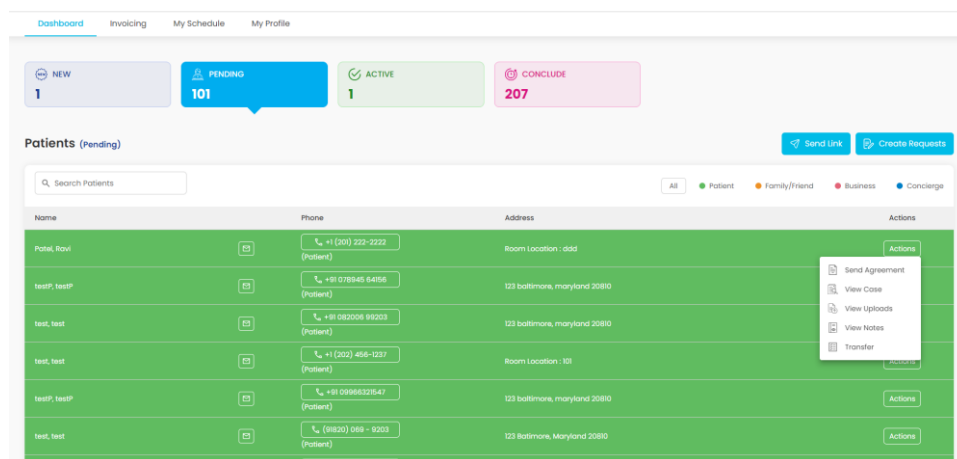 Dashboard Invoicing My Schedule My Profile
NEW PENDING ACTIVE CONCLUDE
1 101 1 207
Patients (Pending) Send Link Create Requests
Search Patients All Patient Family/Friend Business Concierge
Name Phone Address Actions
Patel, Ravi +1 (201) 222-2222 Room Location : ddd Actions
(Patient)
Send Agreement
testP, testP +91 078945 64156 123 baltimore, maryland 20810
View Case
(Patient)
View Uploads
test, test +91 082006 99203 123 baltimore, maryland 20810
View Notes
(Patient)
Transfer
test, test +1 (202) 456-1237 Room Location : 101 Actions
(Patient)
testP, testP +91 09966321547 123 baltimore, maryland 20810 Actions
(Patient)
test, test (91820) 069 - 9203 123 Batimore, Maryland 20810 Actions
(Patient)